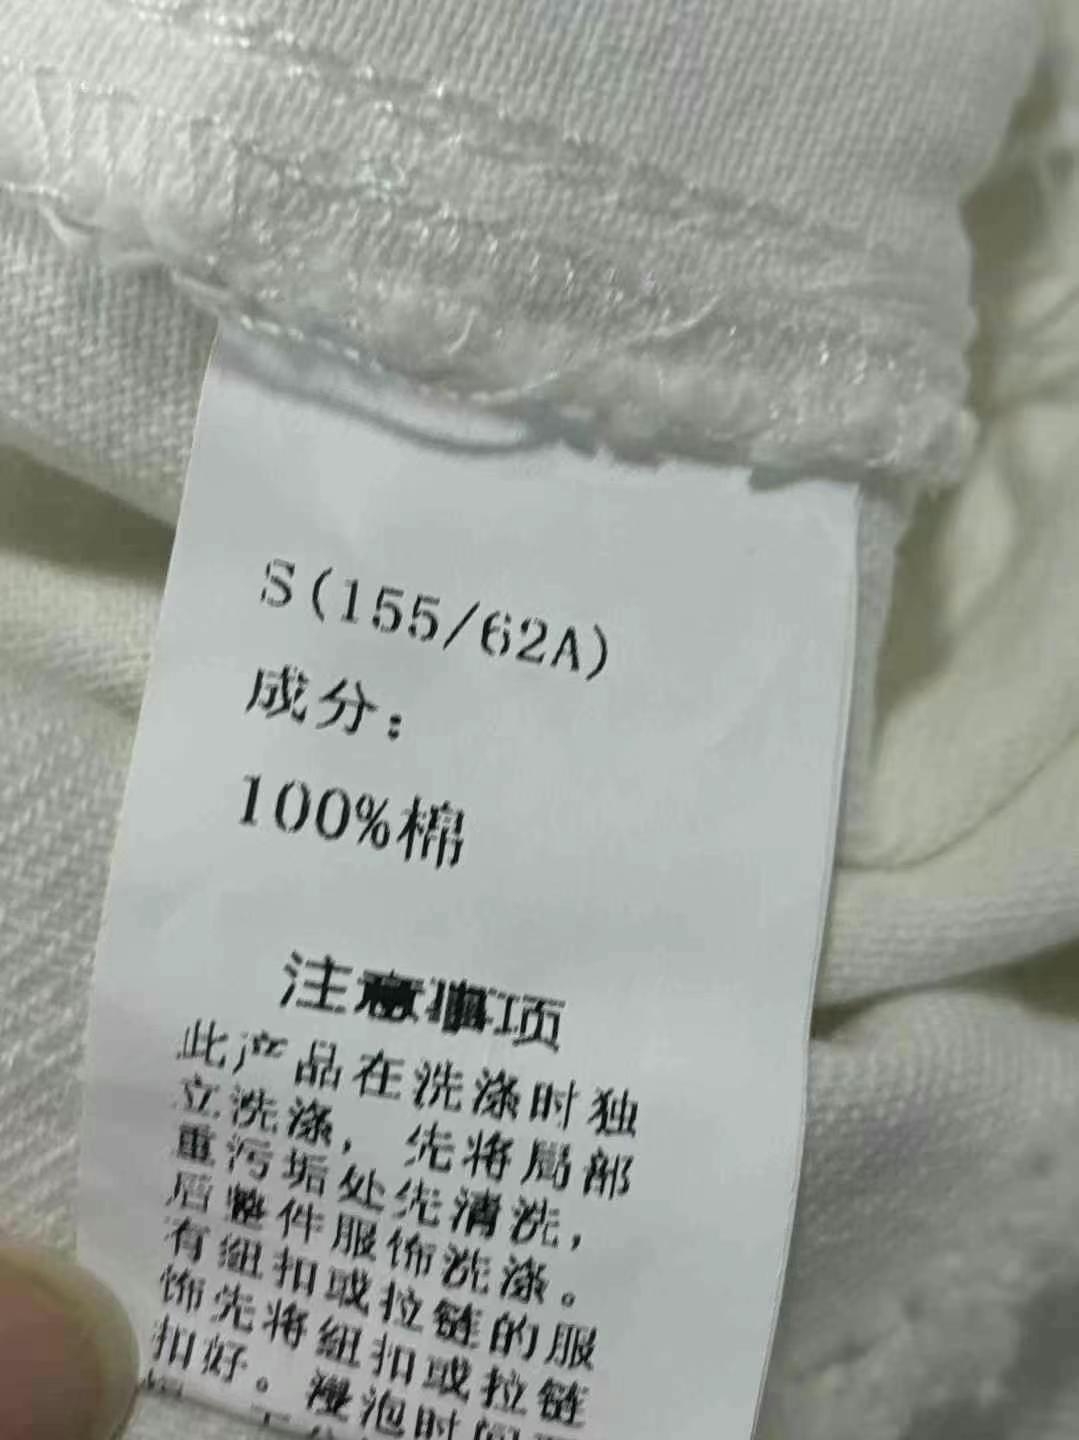 S(155/62A)
成分:
100%棉
注意事项
此产品在洗涤时独
立洗涤, 先将局部
重污垢处先清洗,
后整件服饰洗涤。
有纽扣或拉链的服
饰先将纽扣或拉链
扣好。浸泡时间